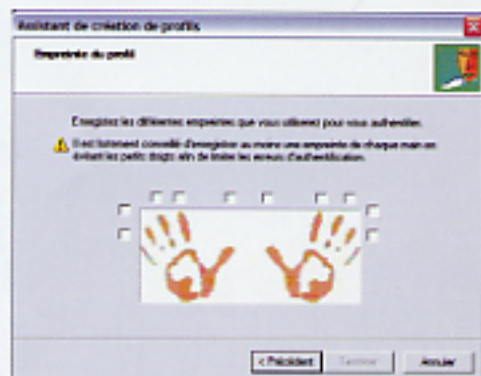 Assistant de création de profils
Empreinte du profil
Enregistrez les différentes empreintes que vous utiliserez pour vous authentifier.
Il est fortement conseillé d'enregistrer au moins une empreinte de chaque main en
évitant les petits doigts afin de limiter les erreurs d'authentification.
< Précédent
Terminer
Annuler